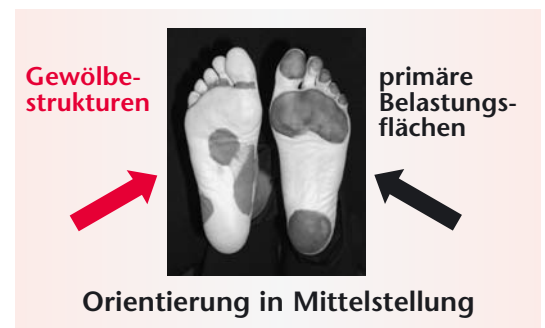 Gewölbe-
strukturen
primäre
Belastungs-
flächen
Orientierung in Mittelstellung